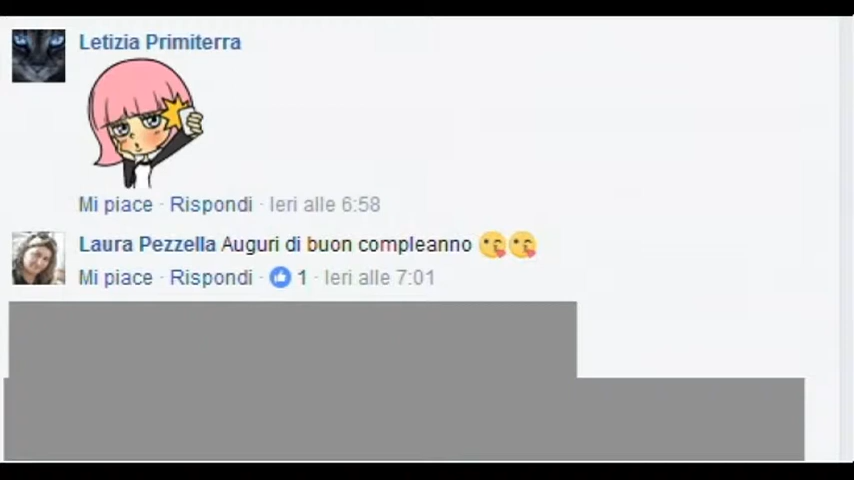 Letizia Primiterra
Mi piace · Rispondi · Ieri alle 6:58
Laura Pezzella Auguri di buon compleanno 😘😘
Mi piace · Rispondi · 1 · Ieri alle 7:01